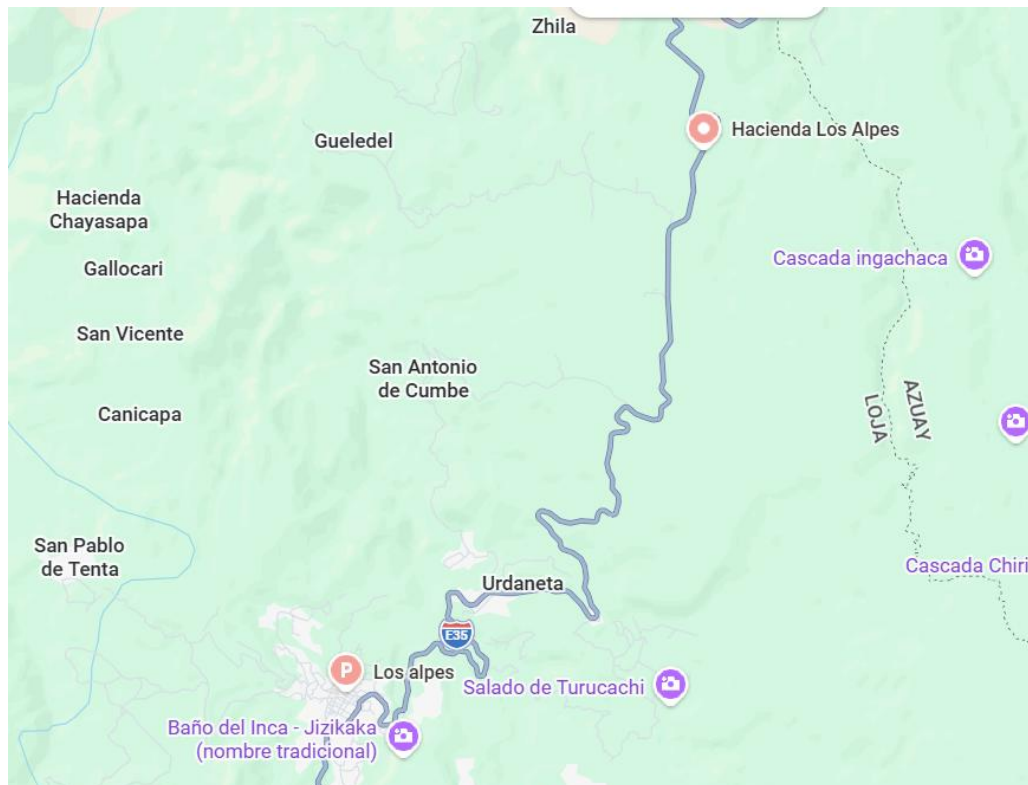 Zhila
Hacienda Los Alpes
Gueledel
Hacienda
Chayasapa
Cascada ingachaca
Gallocari
San Vicente
San Antonio
de Cumbe
Canicapa
AZUAY
LOJA
San Pablo
de Tenta
Cascada Chiri
Urdaneta
E35
P
Los alpes
Salado de Turucachi
Baño del Inca - Jizikaka
(nombre tradicional)